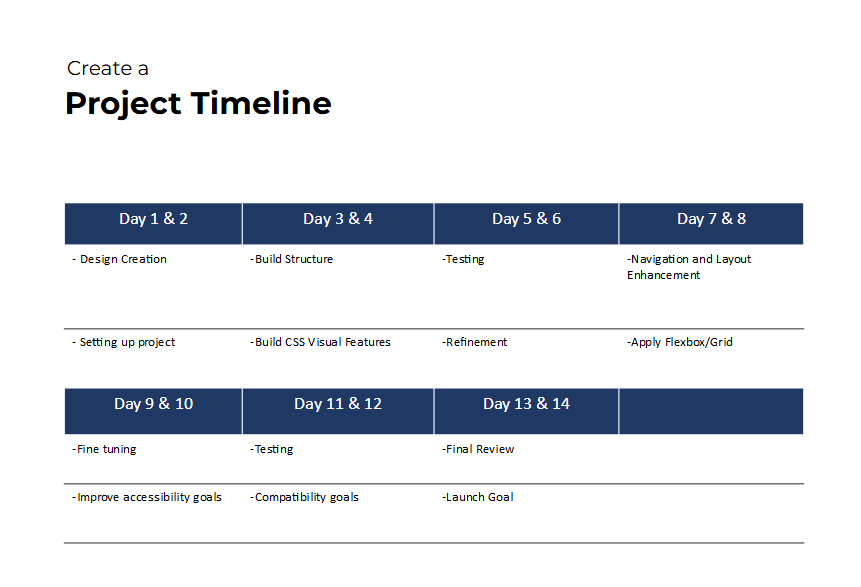 Create a
Project Timeline
Day 1 & 2
Day 3 & 4
Day 5 & 6
Day 7 & 8
- Design Creation
-Build Structure
-Testing
-Navigation and Layout
Enhancement
- Setting up project
-Build CSS Visual Features
-Refinement
-Apply Flexbox/Grid
Day 9 & 10
Day 11 & 12
Day 13 & 14
-Fine tuning
-Testing
-Final Review
-Improve accessibility goals
-Compatibility goals
-Launch Goal